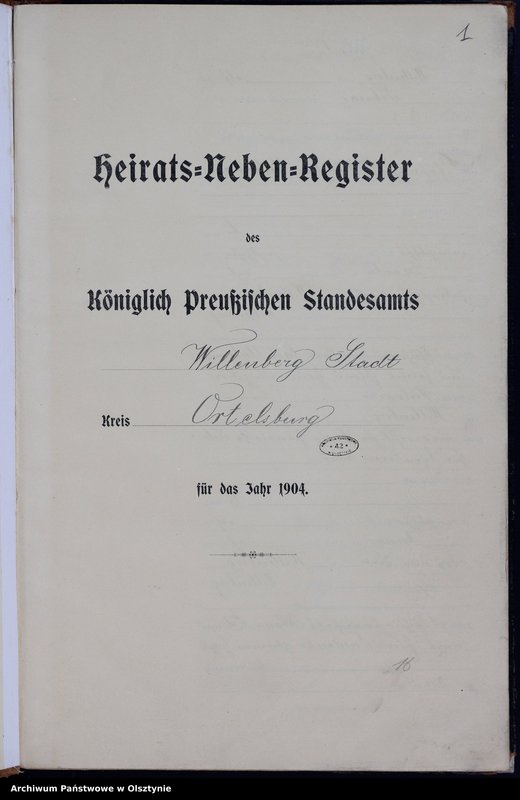 1
Heirats-Neben-Register
des
Königlich Preußischen Standesamts
Willenberg Stadt
Kreis Ortelsburg
42
für das Jahr 1904.
16
Archiwum Państwowe w Olsztynie